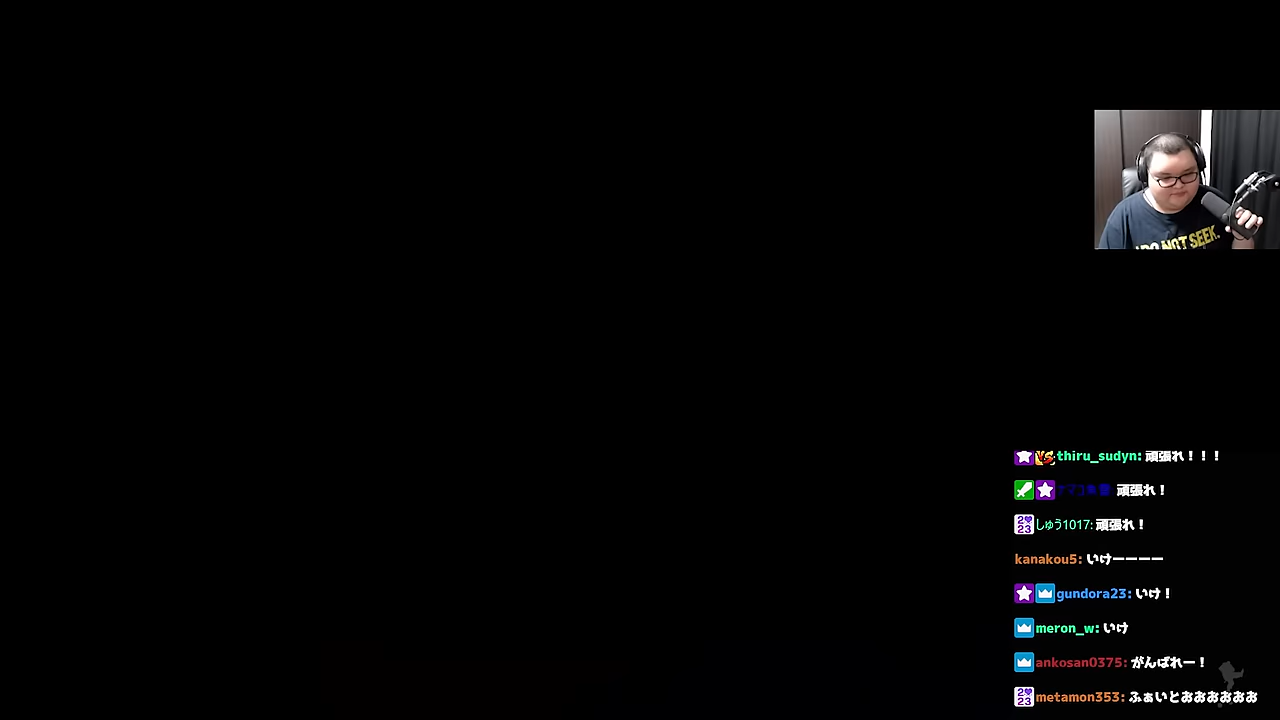 I DO NOT SEEK.
thiru_sudyn: 頑張れ！！！
頑張れ！
しゅう1017: 頑張れ！
kanakou5: いけーーーー
gundora23: いけ！
meron_w: いけ
ankosan0375: がんばれー！
metamon353: ふぁいとおおおおおお